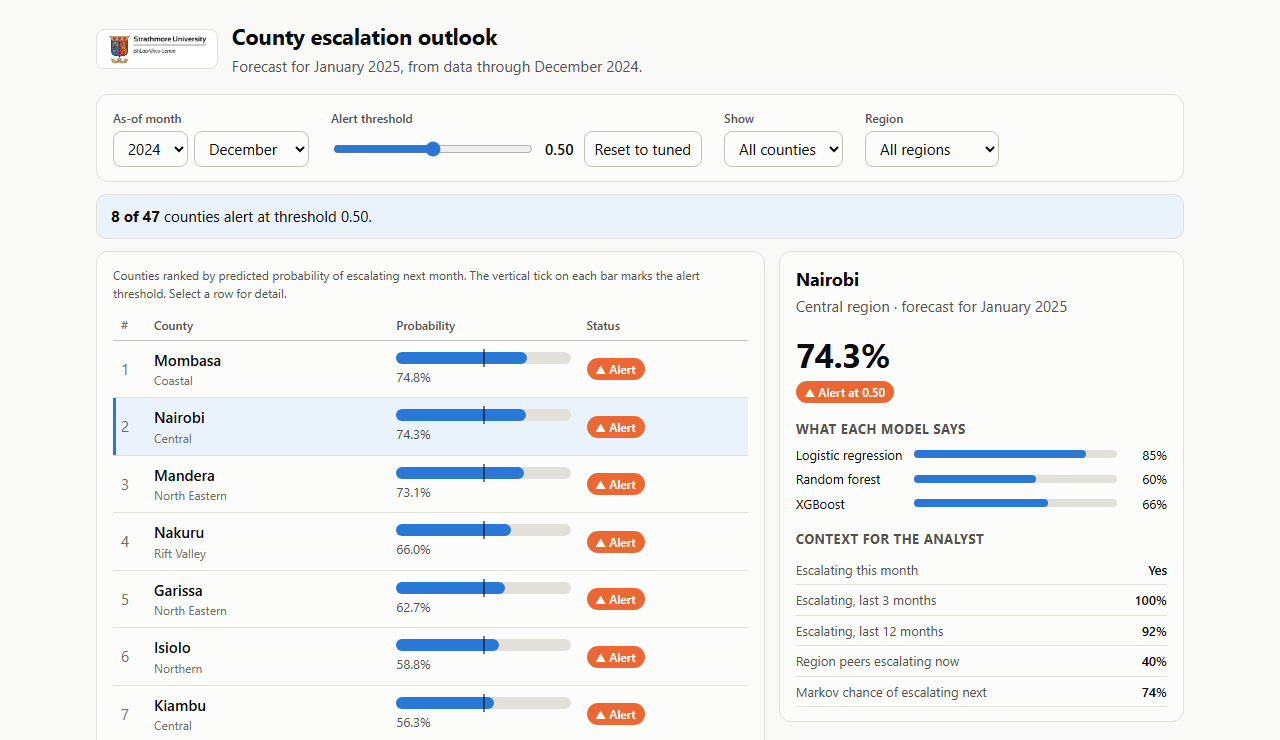 Strathmore University
@iLabAfrica Centre
County escalation outlook
Forecast for January 2025, from data through December 2024.
As-of month
Alert threshold
Show
Region
2024
December
0.50
Reset to tuned
All counties
All regions
8 of 47 counties alert at threshold 0.50.
Counties ranked by predicted probability of escalating next month. The vertical tick on each bar marks the alert
threshold. Select a row for detail.
# County Probability Status
1 Mombasa
Coastal
74.8%
▲ Alert
2 Nairobi
Central
74.3%
▲ Alert
3 Mandera
North Eastern
73.1%
▲ Alert
4 Nakuru
Rift Valley
66.0%
▲ Alert
5 Garissa
North Eastern
62.7%
▲ Alert
6 Isiolo
Northern
58.8%
▲ Alert
7 Kiambu
Central
56.3%
▲ Alert
Nairobi
Central region · forecast for January 2025
74.3%
▲ Alert at 0.50
WHAT EACH MODEL SAYS
Logistic regression 85%
Random forest 60%
XGBoost 66%
CONTEXT FOR THE ANALYST
Escalating this month Yes
Escalating, last 3 months 100%
Escalating, last 12 months 92%
Region peers escalating now 40%
Markov chance of escalating next 74%